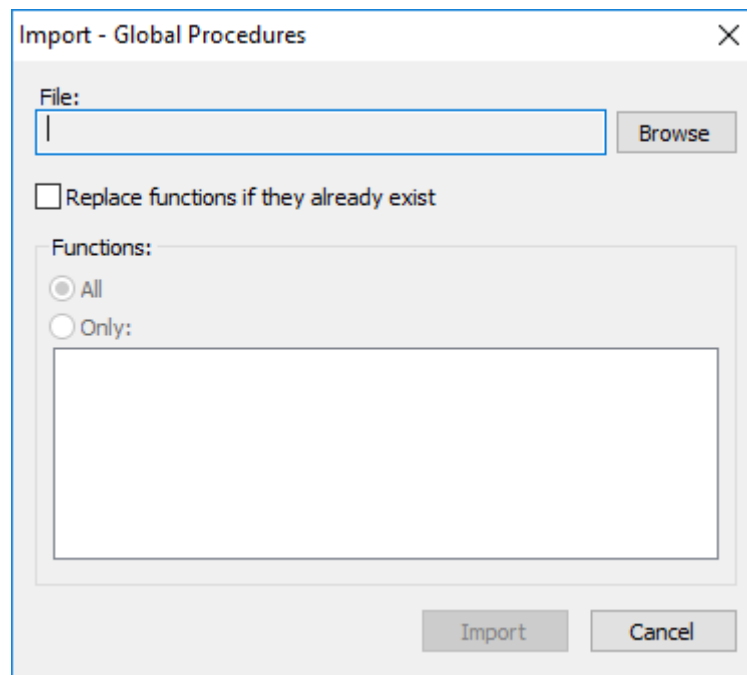 Import - Global Procedures
File:
Browse
Replace functions if they already exist
Functions:
All
Only:
Import
Cancel